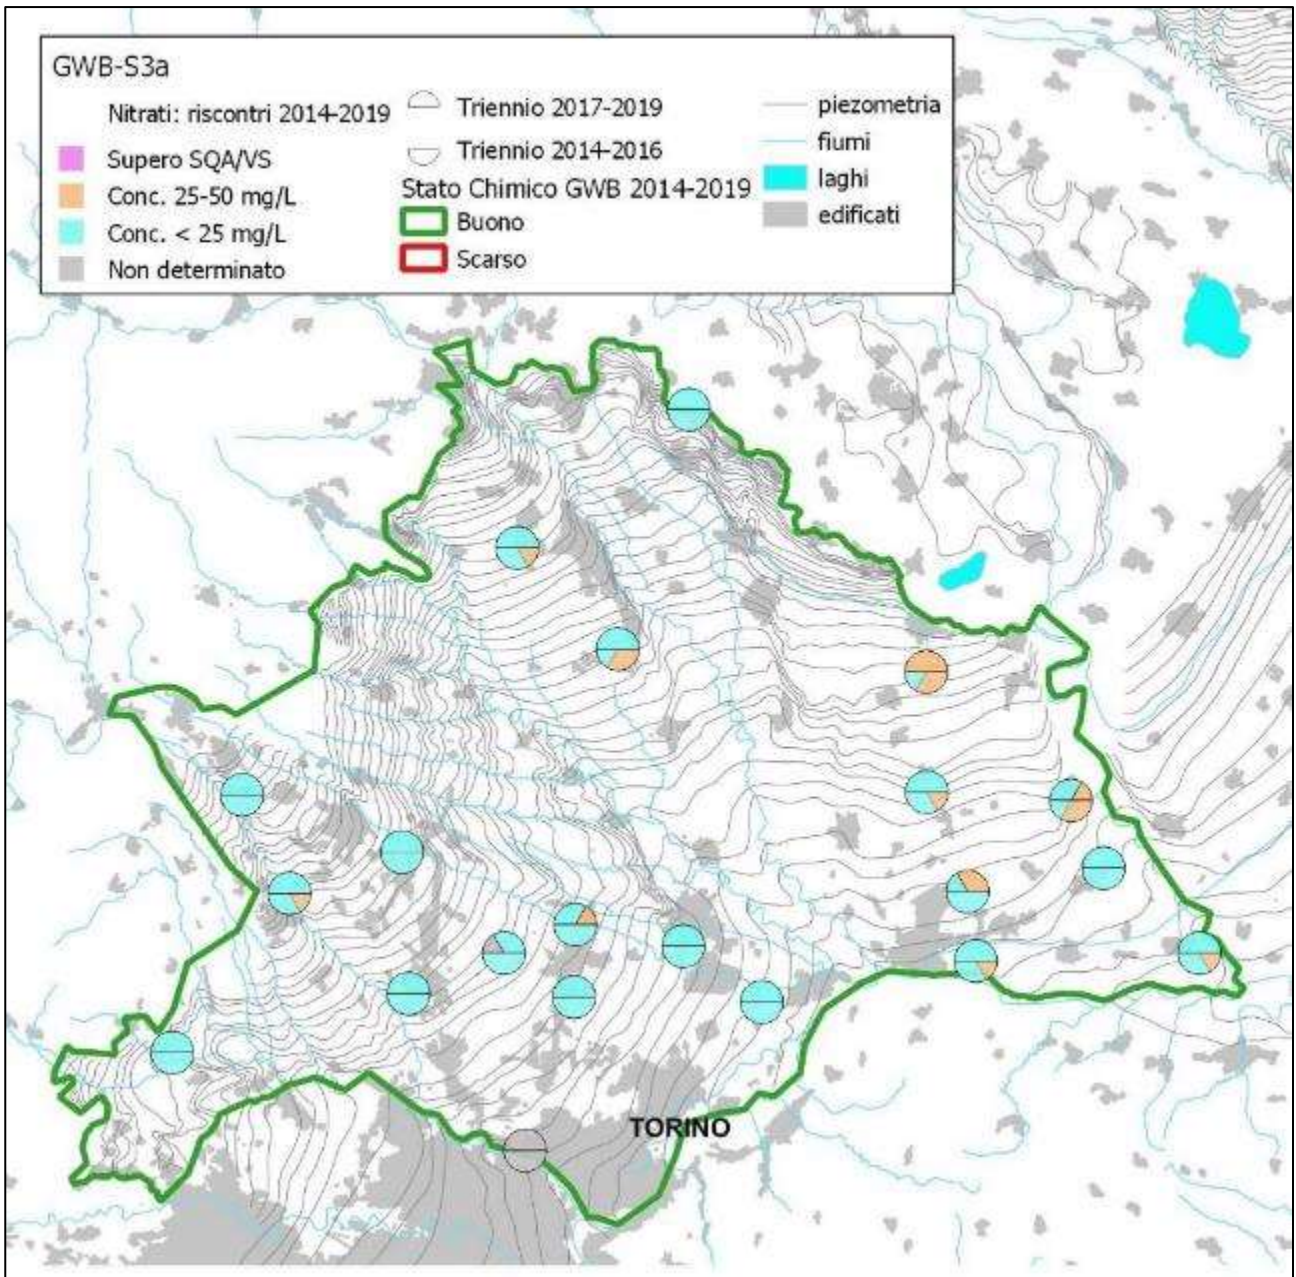 GWB-S3a
Nitrati: riscontri 2014-2019
Supero SQA/VS
Conc. 25-50 mg/L
Conc. < 25 mg/L
Non determinato
Triennio 2017-2019
Triennio 2014-2016
Stato Chimico GWB 2014-2019
Buono
Scarso
piezometria
fiumi
laghi
edificati
TORINO